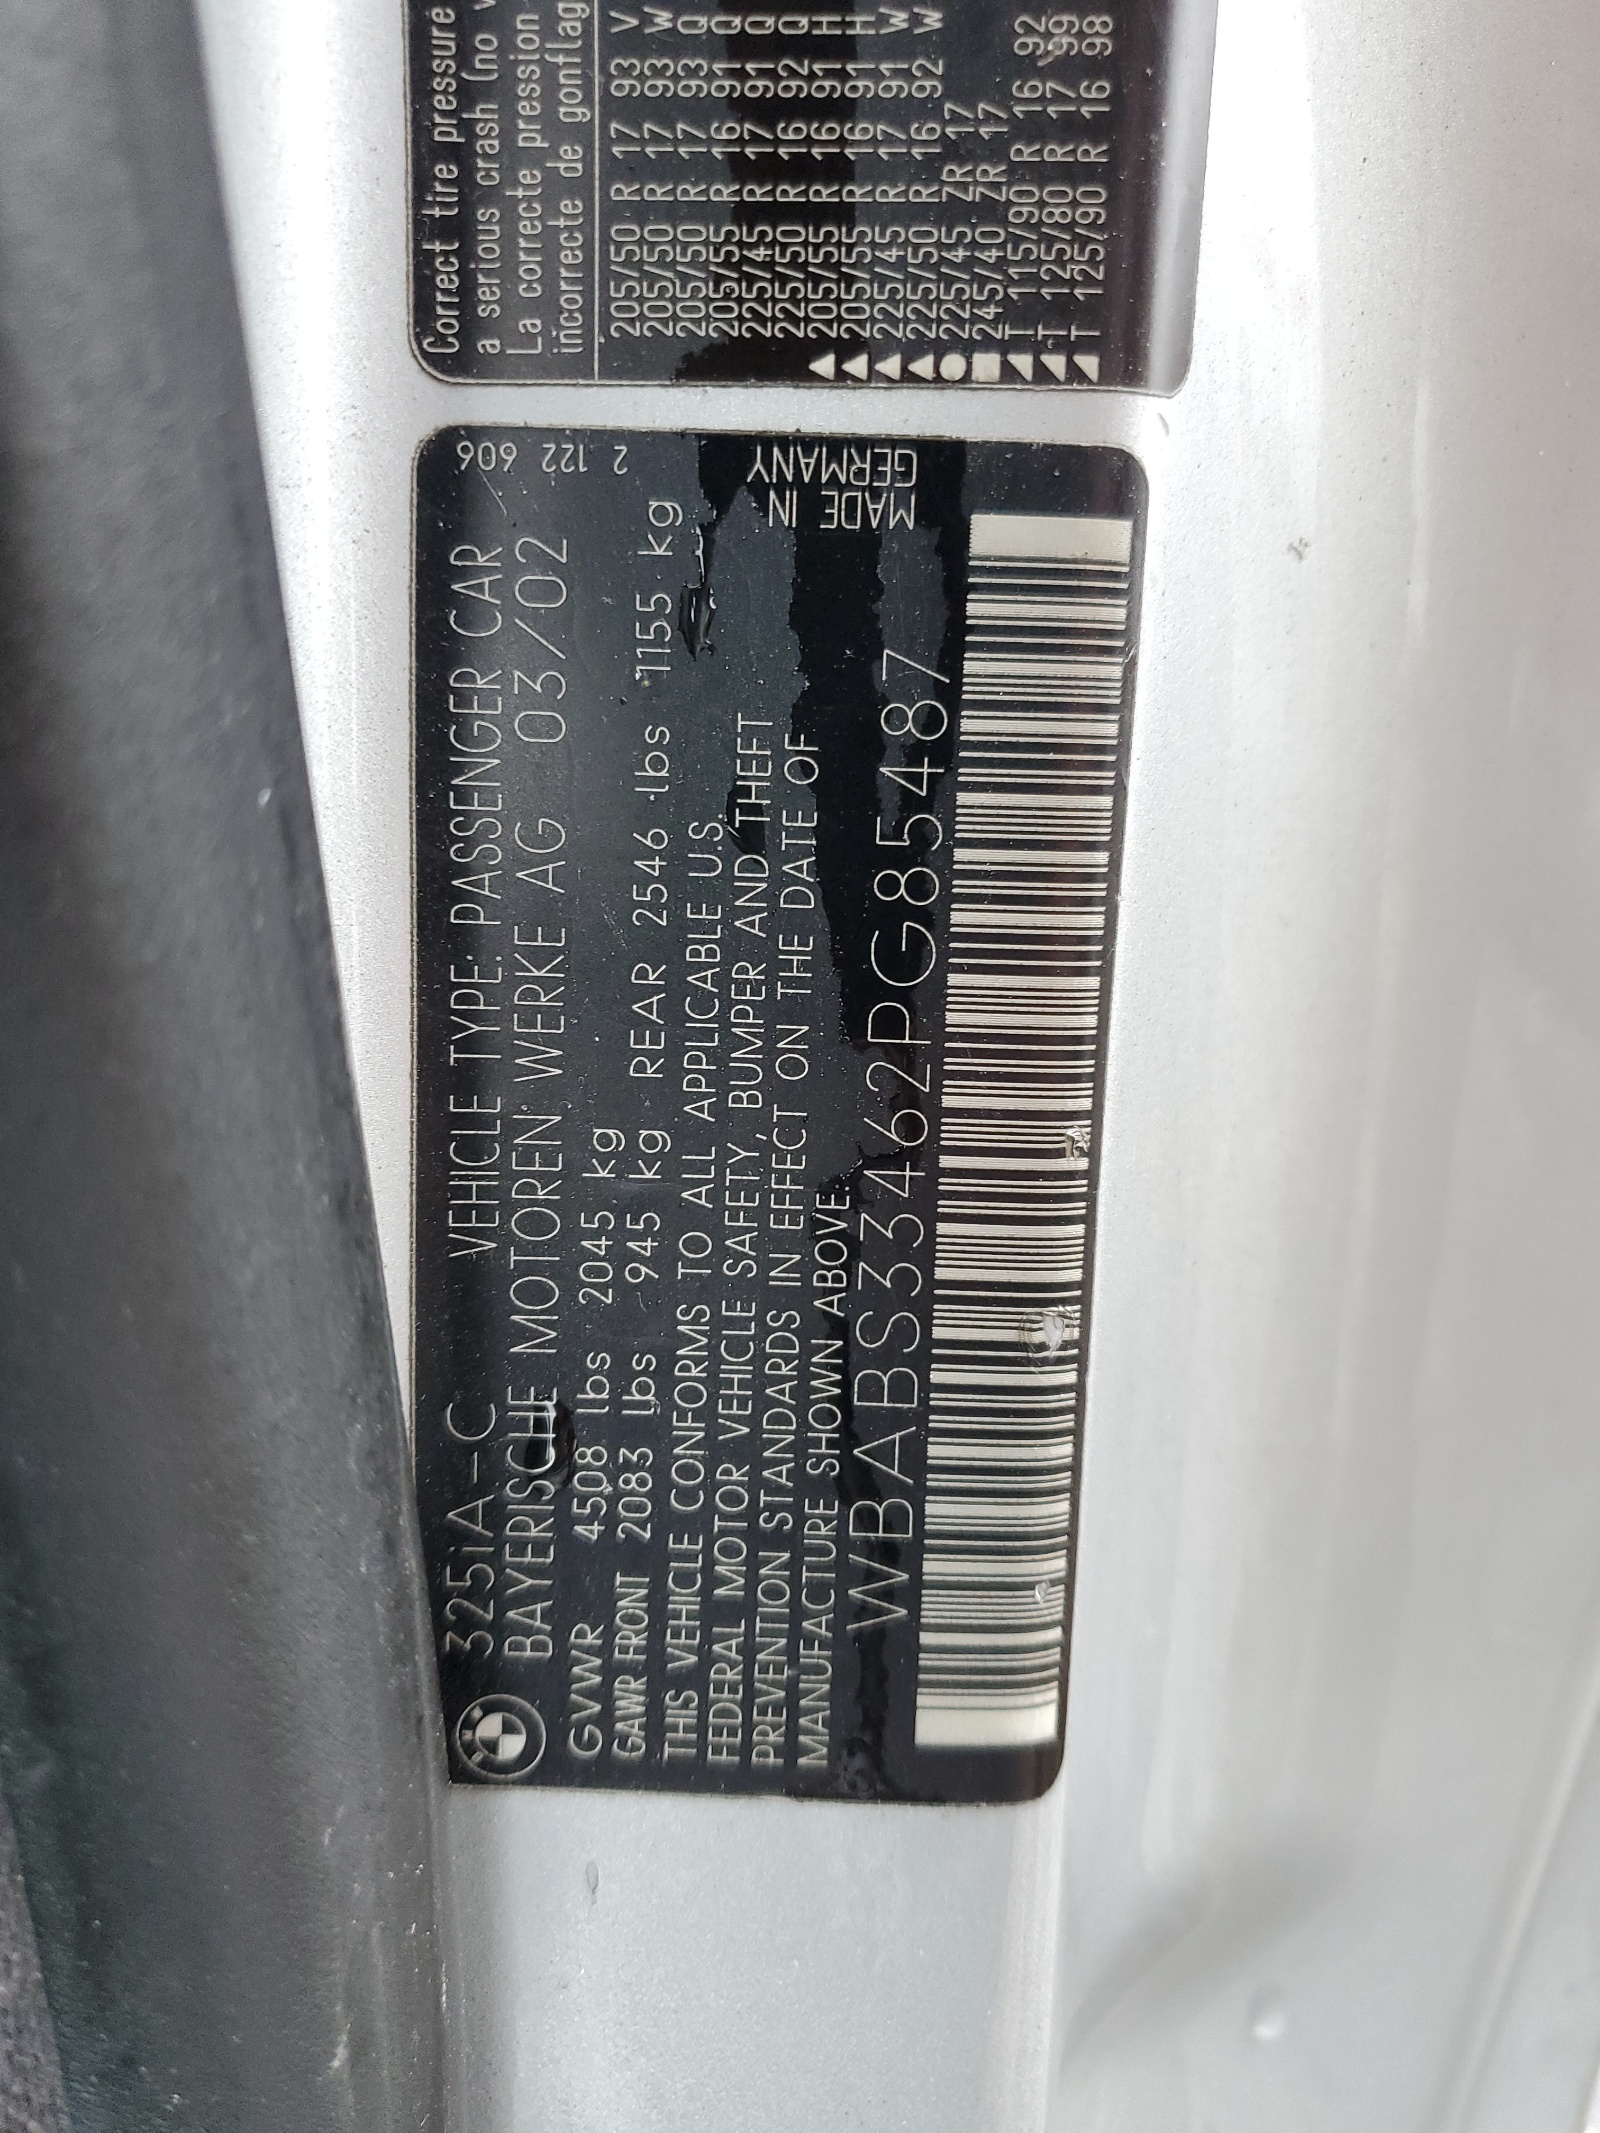 325iA-C VEHICLE TYPE: PASSENGER CAR
BAYERISCHE MOTOREN WERKE AG 03/02
GVWR 4508 lbs 2045 kg
GAWR FRONT 2083 lbs 945 kg REAR 2546 lbs 1155 kg
THIS VEHICLE CONFORMS TO ALL APPLICABLE U.S.
FEDERAL MOTOR VEHICLE SAFETY, BUMPER AND THEFT
PREVENTION STANDARDS IN EFFECT ON THE DATE OF
MANUFACTURE SHOWN ABOVE:
WBABS33462PG85487
2 122 606
MADE IN
GERMANY
Correct tire pressure
a serious crash (no
La correcte pression
incorrecte de gonflag
205/50 R 17 93 V
205/50 R 17 93 W
205/50 R 17 93 Q
205/55 R 16 91 Q
225/45 R 17 91 Q
225/50 R 16 92 Q
▲ 205/55 R 16 91 H
▲ 205/55 R 16 91 H
▲ 225/45 R 17 91 W
▲ 225/50 R 16 92 W
● 225/45 ZR 17
■ 245/40 ZR 17
◢ T 115/90 R 16 92
◢ T 125/80 R 17 99
◢ T 125/90 R 16 98